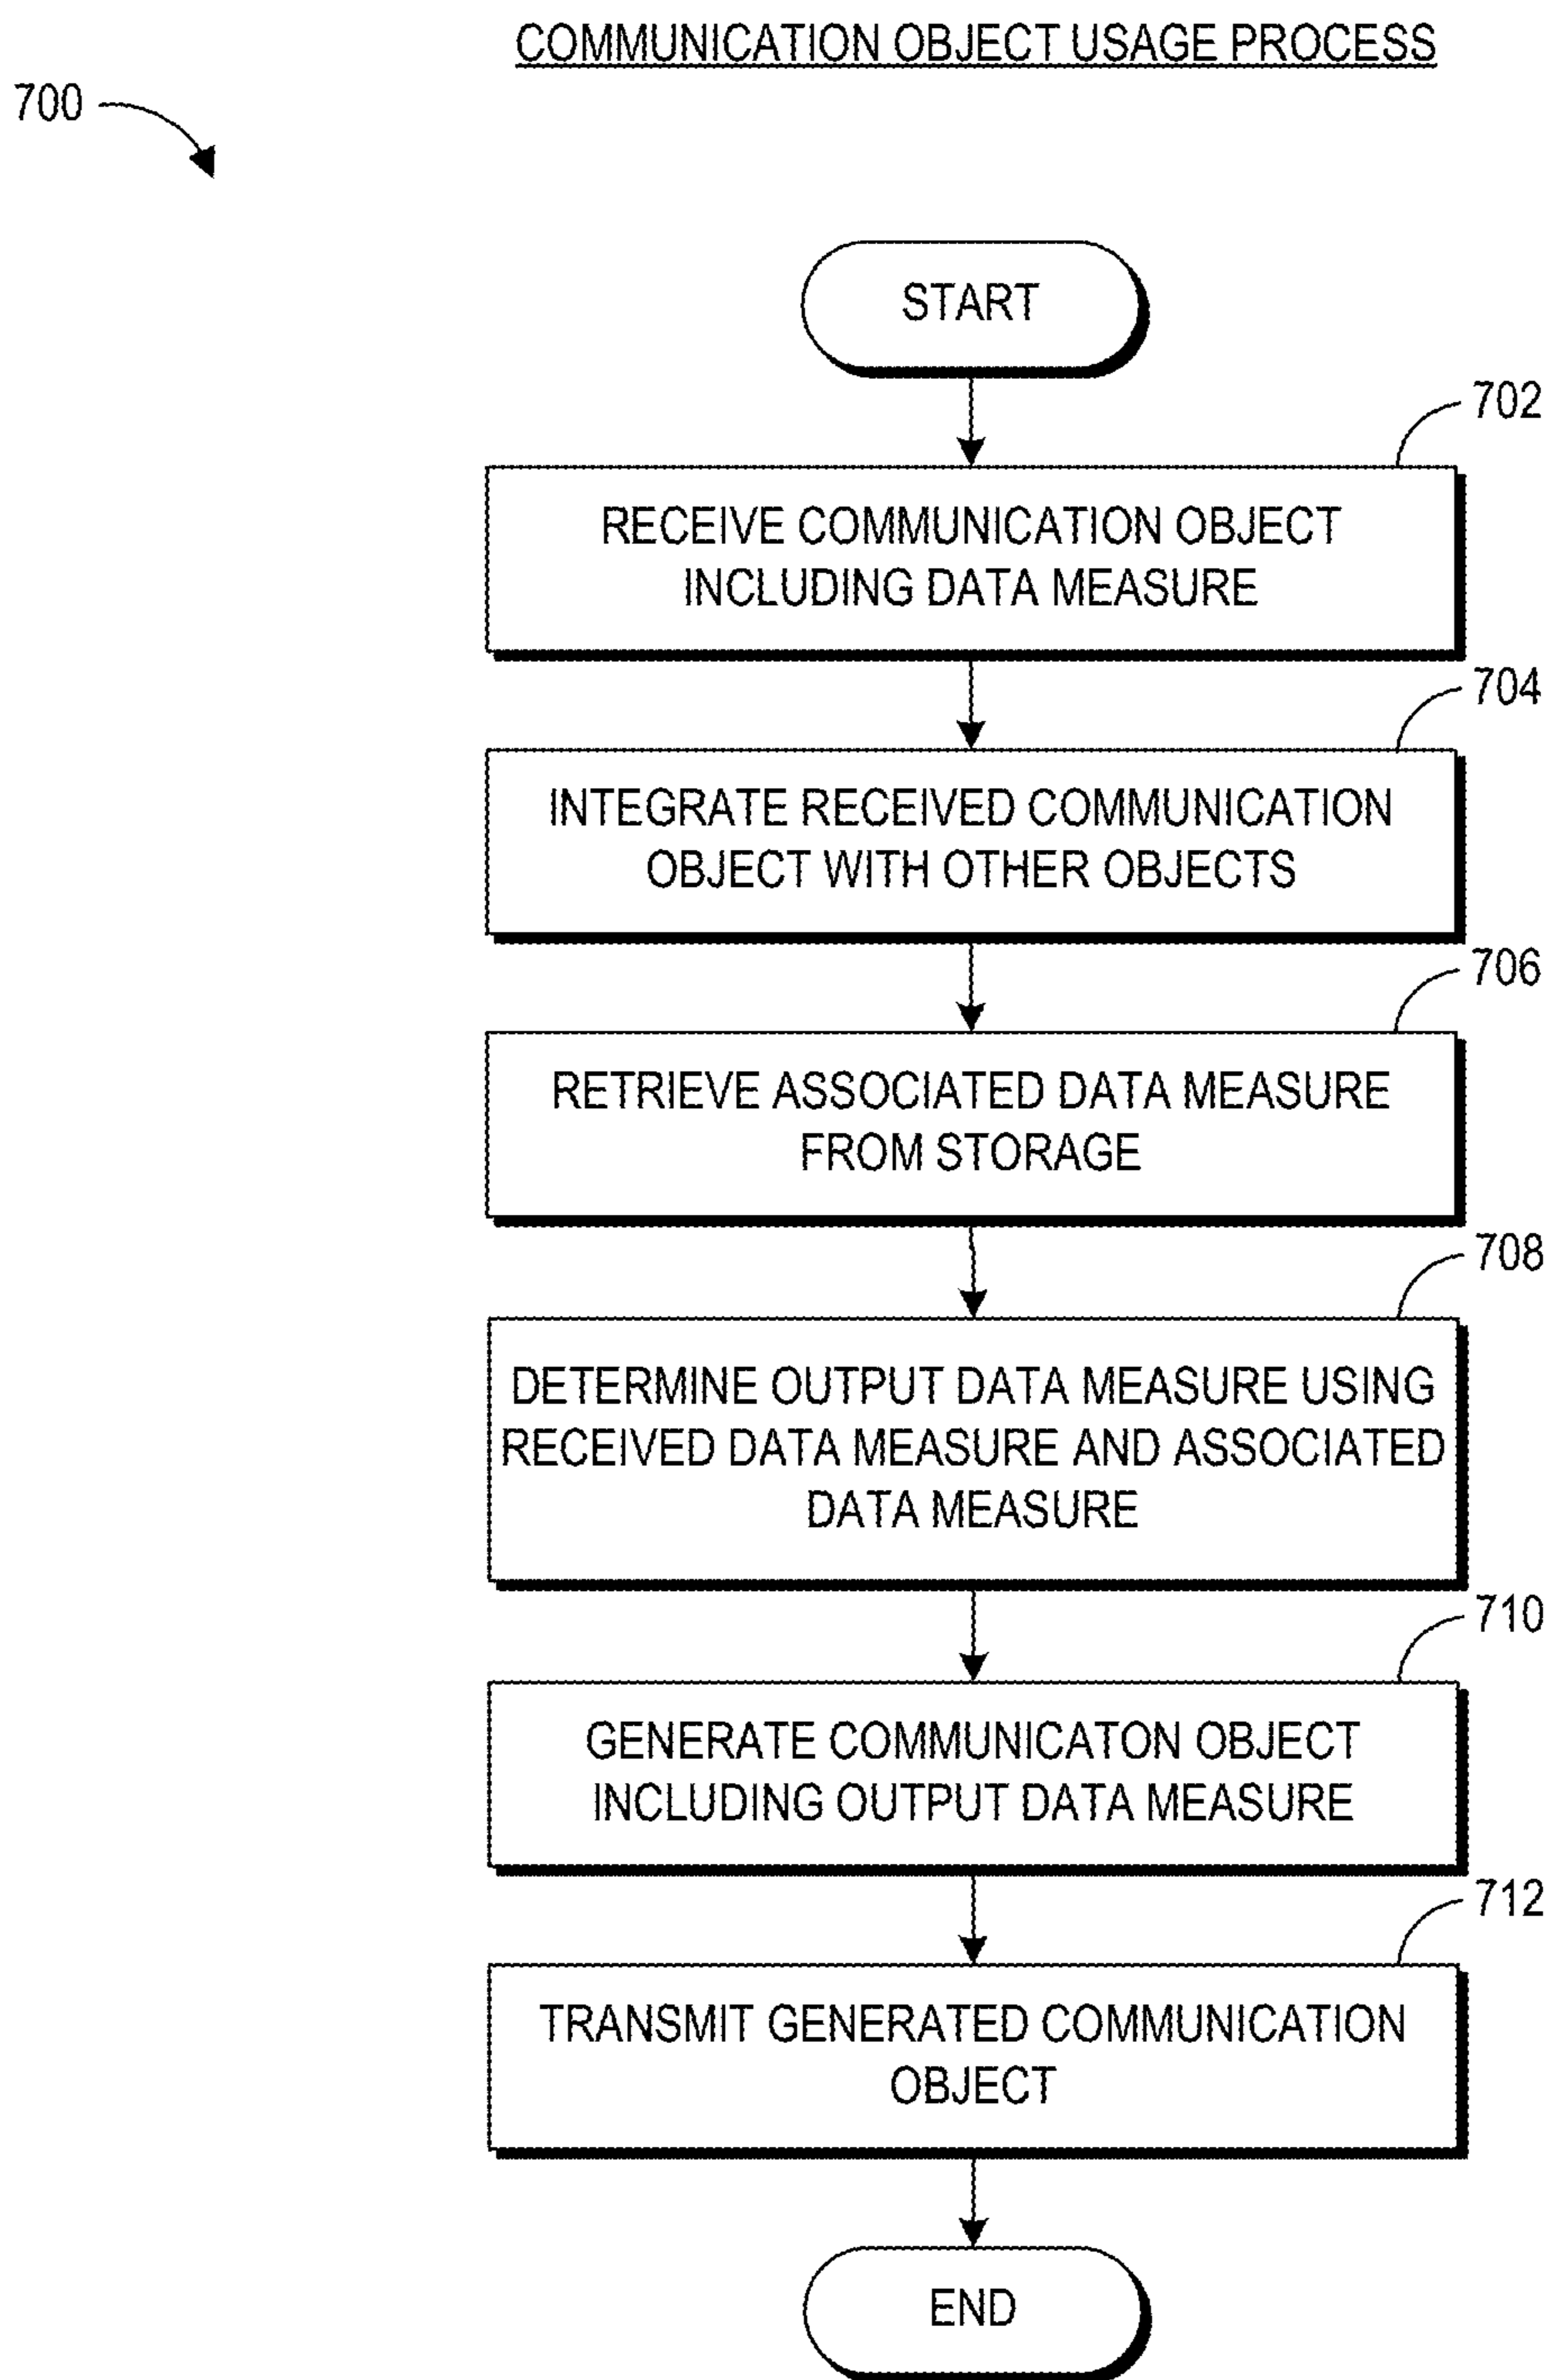 COMMUNICATION OBJECT USAGE PROCESS
700
START
702
RECEIVE COMMUNICATION OBJECT
INCLUDING DATA MEASURE
704
INTEGRATE RECEIVED COMMUNICATION
OBJECT WITH OTHER OBJECTS
706
RETRIEVE ASSOCIATED DATA MEASURE
FROM STORAGE
708
DETERMINE OUTPUT DATA MEASURE USING
RECEIVED DATA MEASURE AND ASSOCIATED
DATA MEASURE
710
GENERATE COMMUNICATON OBJECT
INCLUDING OUTPUT DATA MEASURE
712
TRANSMIT GENERATED COMMUNICATION
OBJECT
END